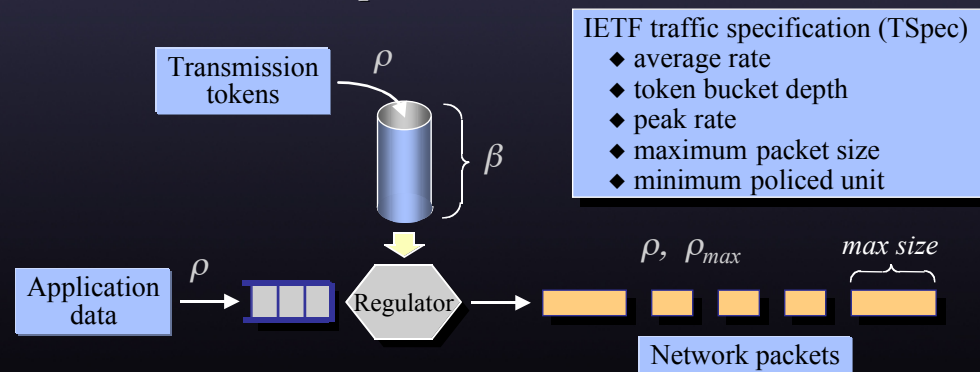 IETF traffic specification (TSpec)
◆ average rate
◆ token bucket depth
◆ peak rate
◆ maximum packet size
◆ minimum policed unit
Transmission
tokens
ρ
β
Application
data
ρ
Regulator
ρ, ρmax
max size
Network packets